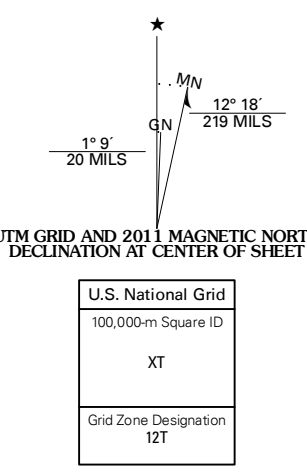 ★
MN
GN
12° 18´
219 MILS
1° 9´
20 MILS
UTM GRID AND 2011 MAGNETIC NORT
DECLINATION AT CENTER OF SHEET
U.S. National Grid
100,000-m Square ID
XT
Grid Zone Designation
12T